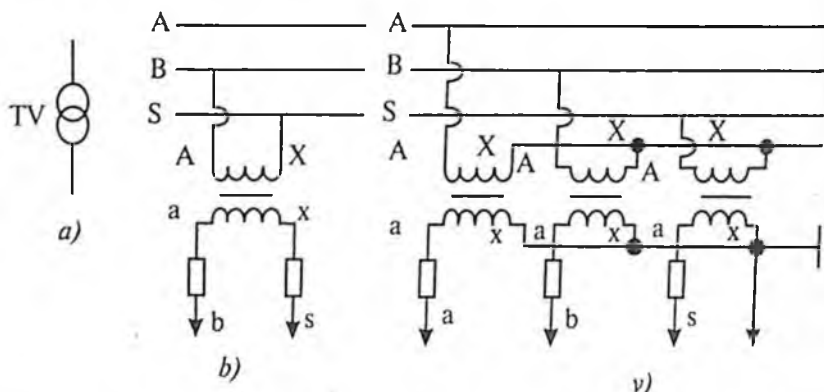 A A
B B
S S
TV
A X A X A X A X
a x a x a x a x
b s a b s
a) b) v)